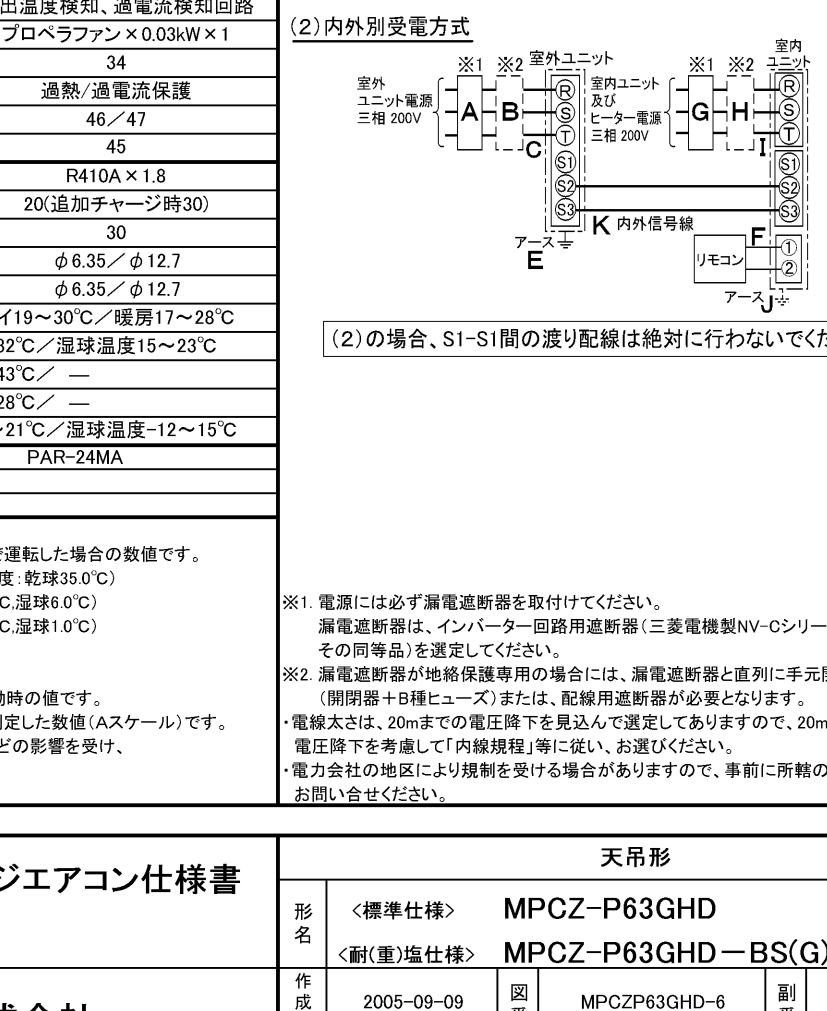 出温度検知、過電流検知回路
プロペラファン×0.03kW×1
34
過熱/過電流保護
46／47
45
R410A×1.8
20(追加チャージ時30)
30
φ6.35／φ12.7
φ6.35／φ12.7
イ19～30℃／暖房17～28℃
32℃／湿球温度15～23℃
43℃／ ―
28℃／ ―
～21℃／湿球温度-12～15℃
PAR-24MA
で運転した場合の数値です。
度：乾球35.0℃）
℃,湿球6.0℃）
℃,湿球1.0℃）
動時の値です。
測定した数値（Aスケール）です。
どの影響を受け、
（2）内外別受電方式
※1 ※2 室外ユニット
室外
ユニット電源
三相 200V
A B C
R
S
T
S1
S2
S3
アース
E
※1 ※2 室内
ユニット
室内ユニット
及び
ヒーター電源
三相 200V
G H I
R
S
T
S1
S2
S3
K 内外信号線
リモコン F
1
2
アース J
（2）の場合、S1-S1間の渡り配線は絶対に行わないでくだ
※1. 電源には必ず漏電遮断器を取付けてください。
漏電遮断器は、インバーター回路用遮断器（三菱電機製NV-Cシリー
その同等品）を選定してください。
※2. 漏電遮断器が地絡保護専用の場合には、漏電遮断器と直列に手元開
（開閉器＋B種ヒューズ）または、配線用遮断器が必要となります。
・電線太さは、20mまでの電圧降下を見込んで選定してありますので、20m
電圧降下を考慮して「内線規程」等に従い、お選びください。
・電力会社の地区により規制を受ける場合がありますので、事前に所轄の
お問い合せください。
ジエアコン仕様書
天吊形
形名
〈標準仕様〉 MPCZ-P63GHD
〈耐(重)塩仕様〉 MPCZ-P63GHD－BS(G)
作成 2005-09-09 図番 MPCZP63GHD-6 副番
式会社